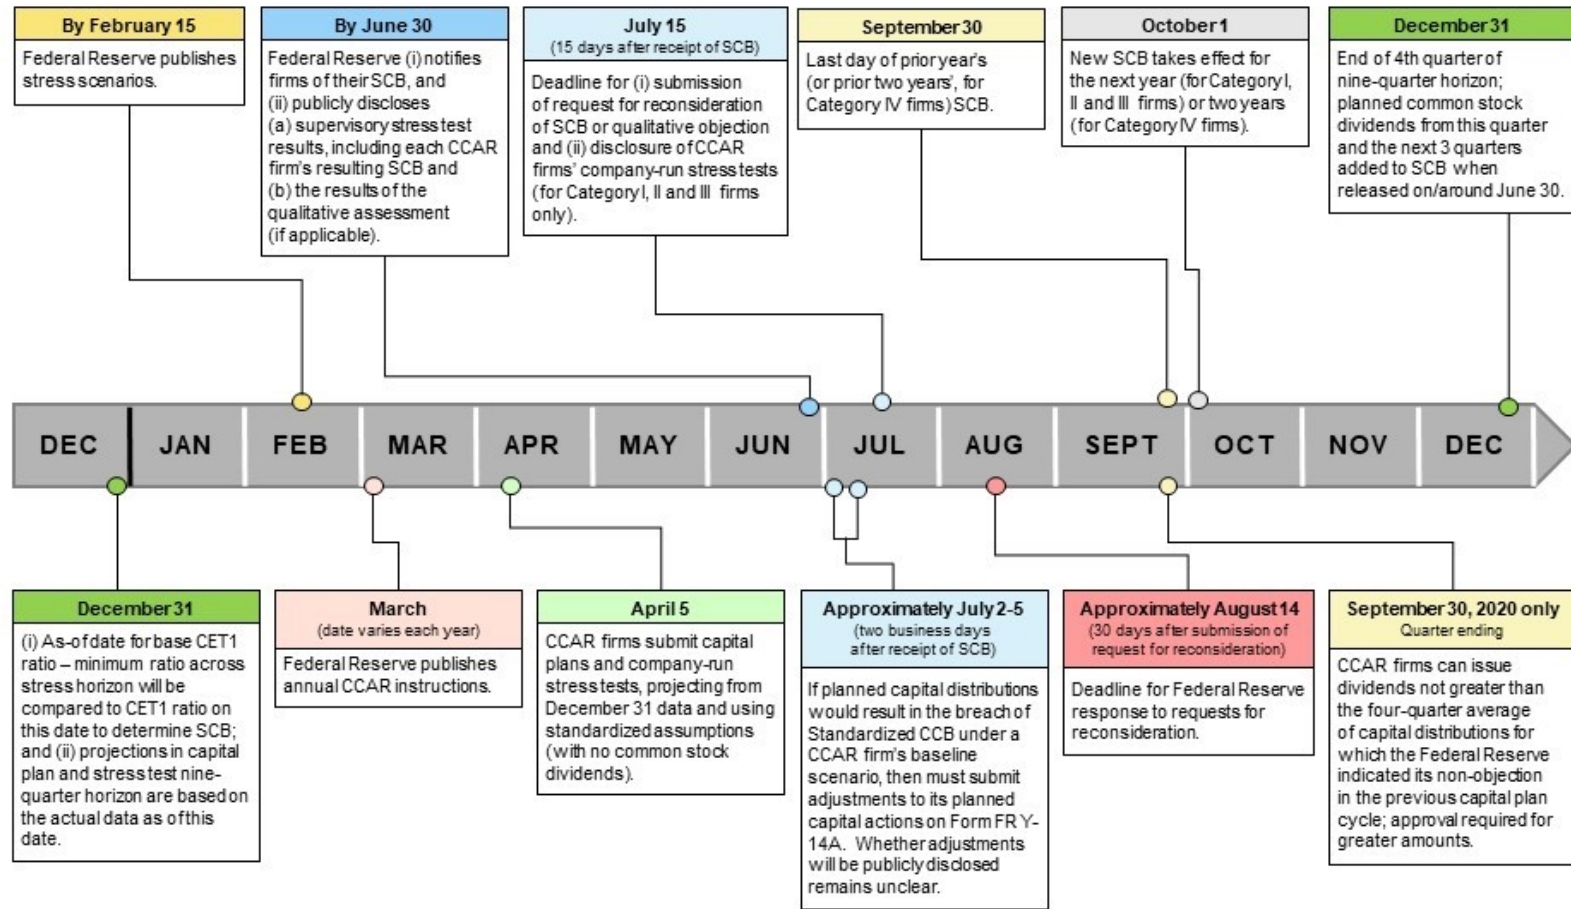 By February 15
Federal Reserve publishes
stress scenarios.
By June 30
Federal Reserve (i) notifies
firms of their SCB, and
(ii) publicly discloses
(a) supervisory stress test
results, including each CCAR
firm's resulting SCB and
(b) the results of the
qualitative assessment
(if applicable).
July 15
(15 days after receipt of SCB)
Deadline for (i) submission
of request for reconsideration
of SCB or qualitative objection
and (ii) disclosure of CCAR
firms' company-run stress tests
(for Category I, II and III firms
only).
September 30
Last day of prior year's
(or prior two years', for
Category IV firms) SCB.
October 1
New SCB takes effect for
the next year (for Category I,
II and III firms) or two years
(for Category IV firms).
December 31
End of 4th quarter of
nine-quarter horizon;
planned common stock
dividends from this quarter
and the next 3 quarters
added to SCB when
released on/around June 30.
DEC JAN FEB MAR APR MAY JUN JUL AUG SEPT OCT NOV DEC
December 31
(i) As-of date for base CET1
ratio – minimum ratio across
stress horizon will be
compared to CET1 ratio on
this date to determine SCB;
and (ii) projections in capital
plan and stress test nine-
quarter horizon are based on
the actual data as of this
date.
March
(date varies each year)
Federal Reserve publishes
annual CCAR instructions.
April 5
CCAR firms submit capital
plans and company-run
stress tests, projecting from
December 31 data and using
standardized assumptions
(with no common stock
dividends).
Approximately July 2-5
(two business days
after receipt of SCB)
If planned capital distributions
would result in the breach of
Standardized CCB under a
CCAR firm's baseline
scenario, then must submit
adjustments to its planned
capital actions on Form FR Y-
14A. Whether adjustments
will be publicly disclosed
remains unclear.
Approximately August 14
(30 days after submission of
request for reconsideration)
Deadline for Federal Reserve
response to requests for
reconsideration.
September 30, 2020 only
Quarter ending
CCAR firms can issue
dividends not greater than
the four-quarter average
of capital distributions for
which the Federal Reserve
indicated its non-objection
in the previous capital plan
cycle; approval required for
greater amounts.